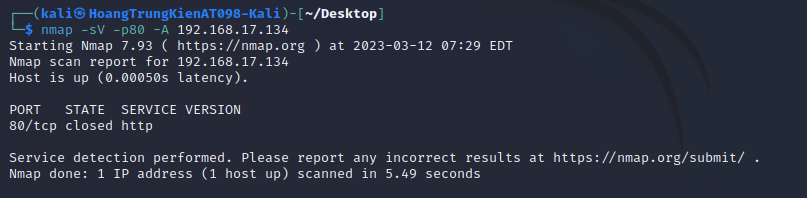 ┌──(kali㉿HoangTrungKienAT098-Kali)-[~/Desktop]
└─$ nmap -sV -p80 -A 192.168.17.134
Starting Nmap 7.93 ( https://nmap.org ) at 2023-03-12 07:29 EDT
Nmap scan report for 192.168.17.134
Host is up (0.00050s latency).

PORT   STATE  SERVICE VERSION
80/tcp closed http

Service detection performed. Please report any incorrect results at https://nmap.org/submit/ .
Nmap done: 1 IP address (1 host up) scanned in 5.49 seconds